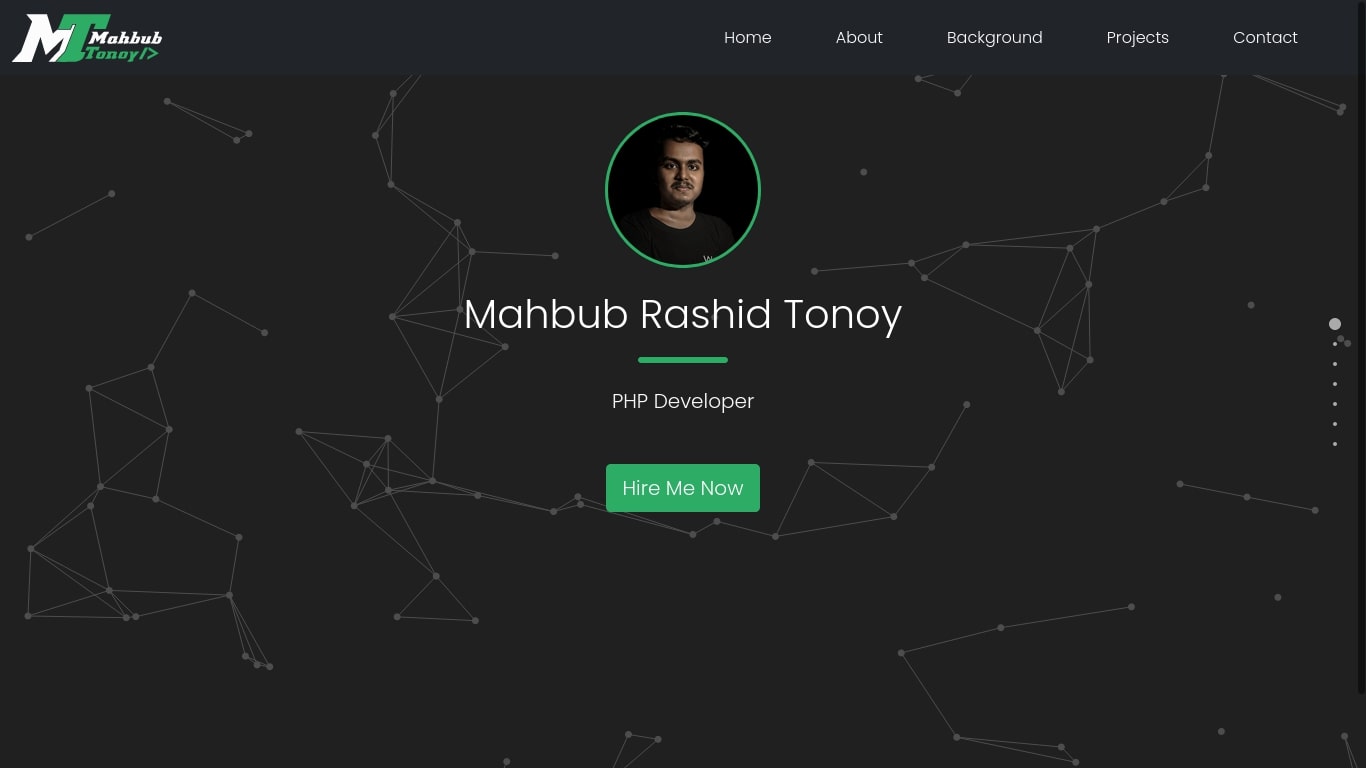 MT Mahbub
Tonoy/>
Home About Background Projects Contact
W
Mahbub Rashid Tonoy
PHP Developer
Hire Me Now